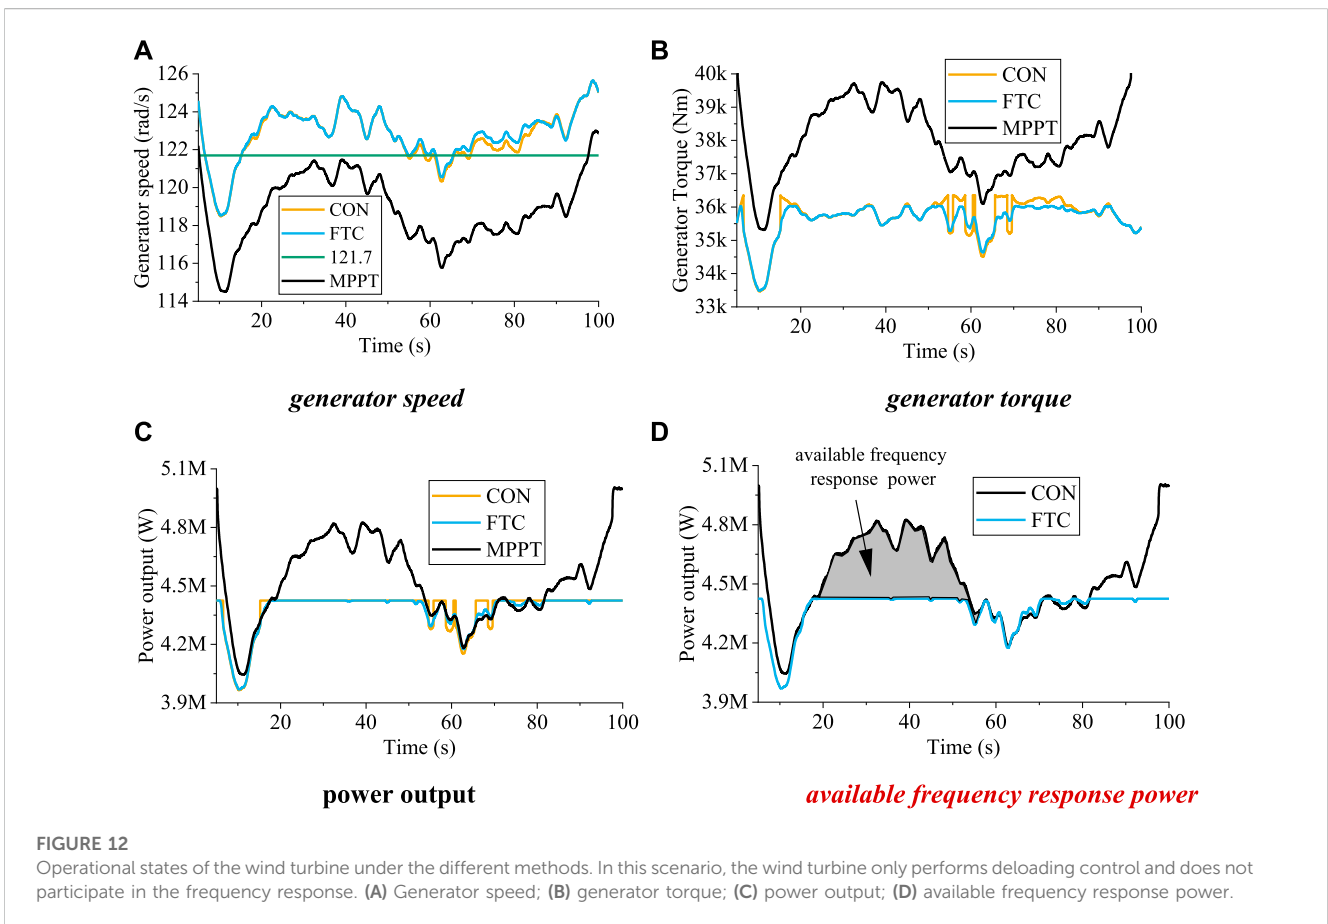 A
Generator speed (rad/s)
126
124
122
120
118
116
114
CON
FTC
121.7
MPPT
20
40
60
80
100
Time (s)
generator speed
B
Generator Torque (Nm)
40k
39k
38k
37k
36k
35k
34k
33k
CON
FTC
MPPT
20
40
60
80
100
Time (s)
generator torque
C
Power output (W)
5.1M
4.8M
4.5M
4.2M
3.9M
CON
FTC
MPPT
20
40
60
80
100
Time (s)
power output
D
Power output (W)
5.1M
4.8M
4.5M
4.2M
3.9M
available frequency
response power
CON
FTC
20
40
60
80
100
Time (s)
available frequency response power
FIGURE 12
Operational states of the wind turbine under the different methods. In this scenario, the wind turbine only performs deloading control and does not
participate in the frequency response. (A) Generator speed; (B) generator torque; (C) power output; (D) available frequency response power.